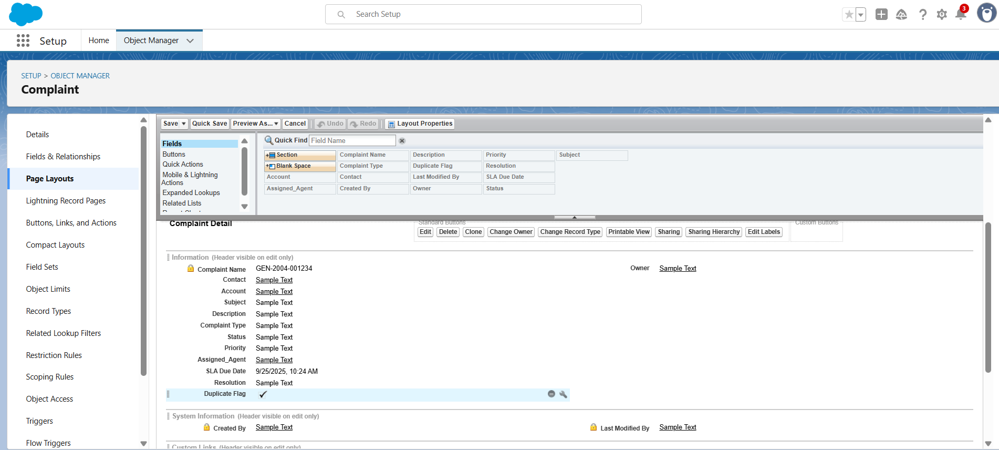 Search Setup
3
Setup
Home
Object Manager
SETUP > OBJECT MANAGER
Complaint
Details
Fields & Relationships
Page Layouts
Lightning Record Pages
Buttons, Links, and Actions
Compact Layouts
Field Sets
Object Limits
Record Types
Related Lookup Filters
Restriction Rules
Scoping Rules
Object Access
Triggers
Flow Triggers
Save Quick Save Preview As... Cancel Undo Redo Layout Properties
Fields
Buttons
Quick Actions
Mobile & Lightning
Actions
Expanded Lookups
Related Lists
Quick Find Field Name
Section Complaint Name Description Priority Subject
Blank Space Complaint Type Duplicate Flag Resolution
Account Contact Last Modified By SLA Due Date
Assigned_Agent Created By Owner Status
Complaint Detail
Standard Buttons
Edit Delete Clone Change Owner Change Record Type Printable View Sharing Sharing Hierarchy Edit Labels
Custom Buttons
Information (Header visible on edit only)
Complaint Name GEN-2004-001234 Owner Sample Text
Contact Sample Text
Account Sample Text
Subject Sample Text
Description Sample Text
Complaint Type Sample Text
Status Sample Text
Priority Sample Text
Assigned_Agent Sample Text
SLA Due Date 9/25/2025, 10:24 AM
Resolution Sample Text
Duplicate Flag
System Information (Header visible on edit only)
Created By Sample Text Last Modified By Sample Text
Custom Links (Header visible on edit only)